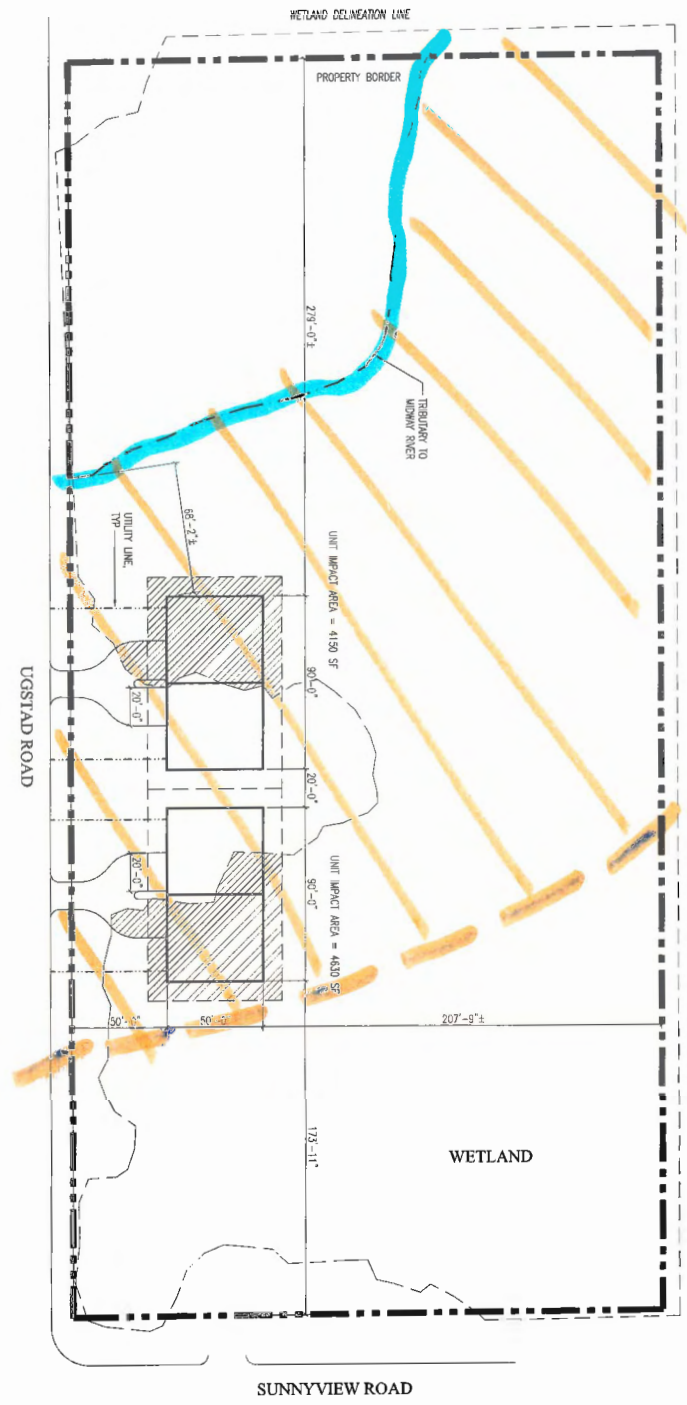 WETLAND DELINEATION LINE
PROPERTY BORDER
279'-0"±
TRIBUTARY TO
MIDWAY RIVER
68'-2"±
UTILITY LINE,
TYP
UNIT IMPACT AREA = 4150 SF
90'-0"
20'-0"
20'-0"
UGSTAD ROAD
20'-0"
90'-0"
UNIT IMPACT AREA = 4630 SF
50'-0"
50'-0"
207'-9"±
173'-11"
WETLAND
SUNNYVIEW ROAD